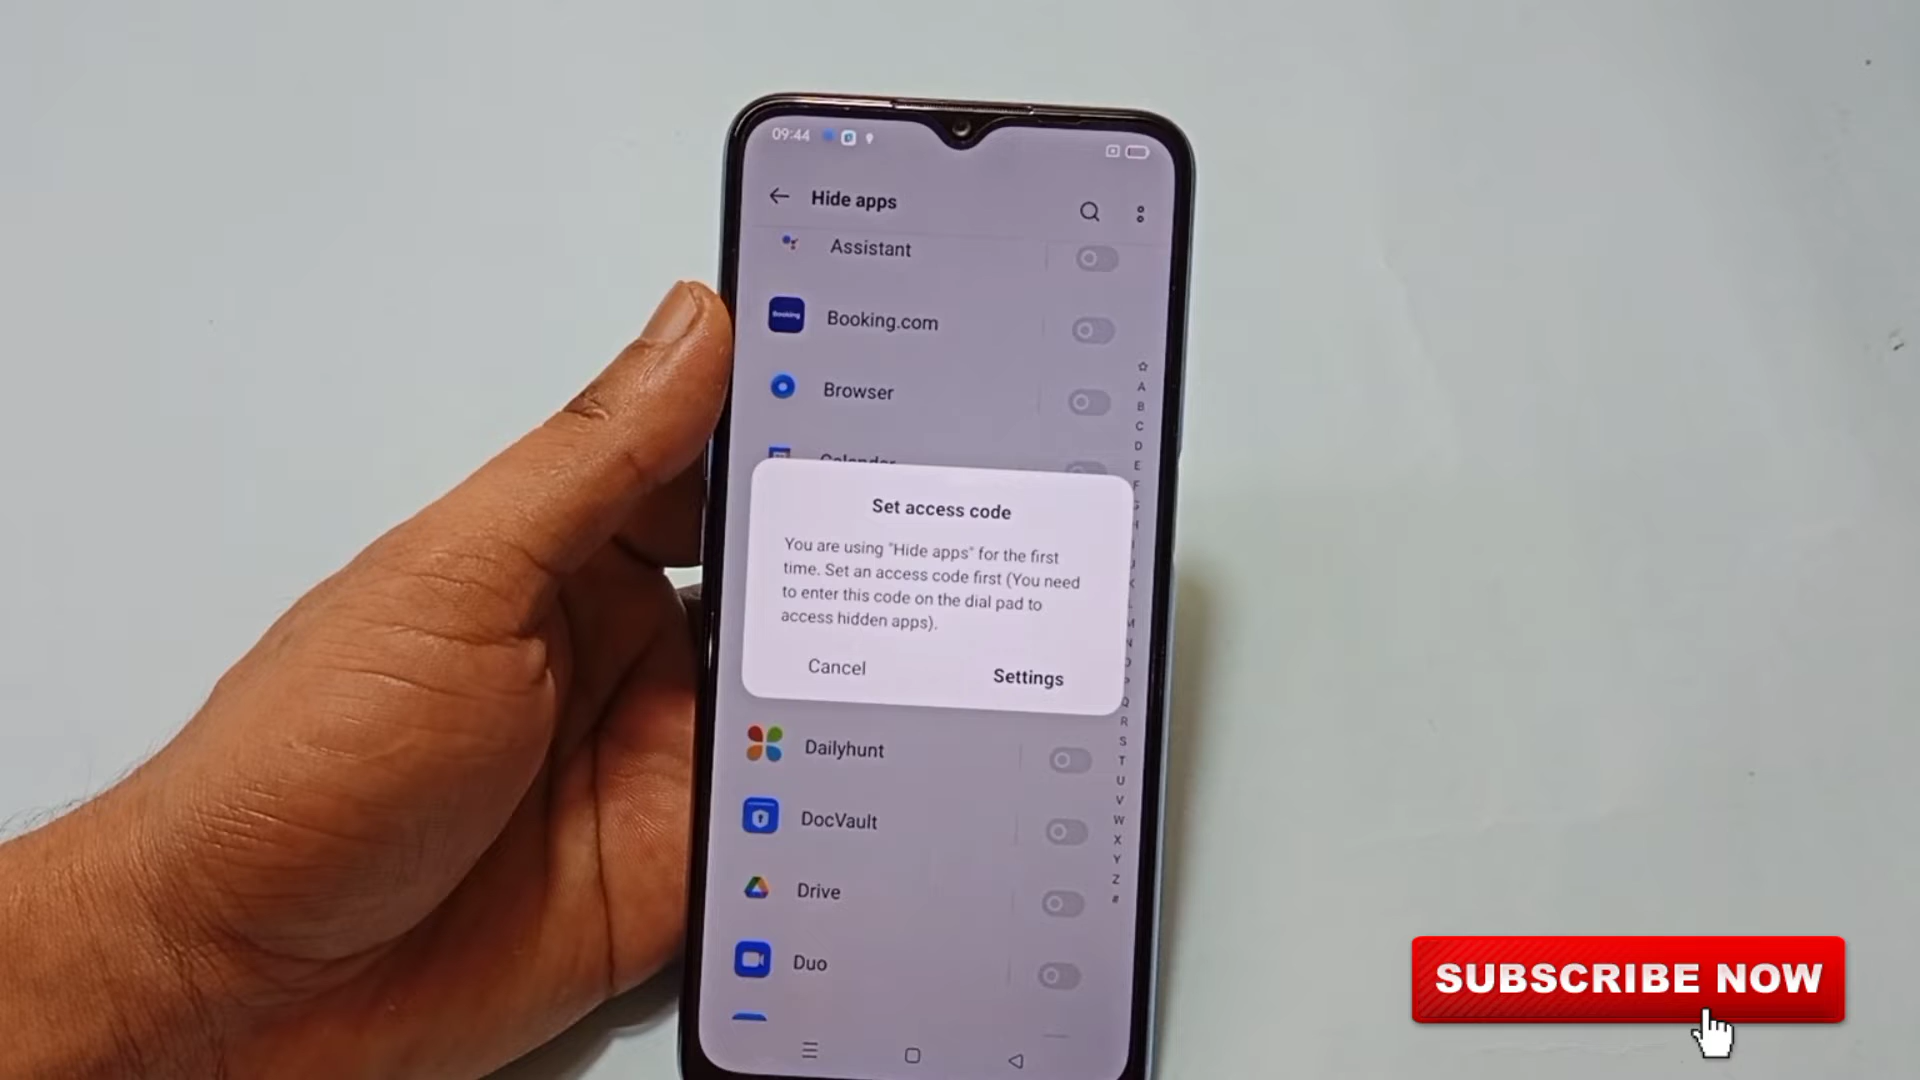 09:44
Hide apps
Assistant
Booking
Booking.com
Browser
Calendar
Set access code
You are using "Hide apps" for the first
time. Set an access code first (You need
to enter this code on the dial pad to
access hidden apps).
Cancel
Settings
Dailyhunt
DocVault
Drive
Duo
A
B
C
D
E
F
G
H
J
K
L
M
N
O
P
Q
R
S
T
U
V
W
X
Y
Z
#
SUBSCRIBE NOW